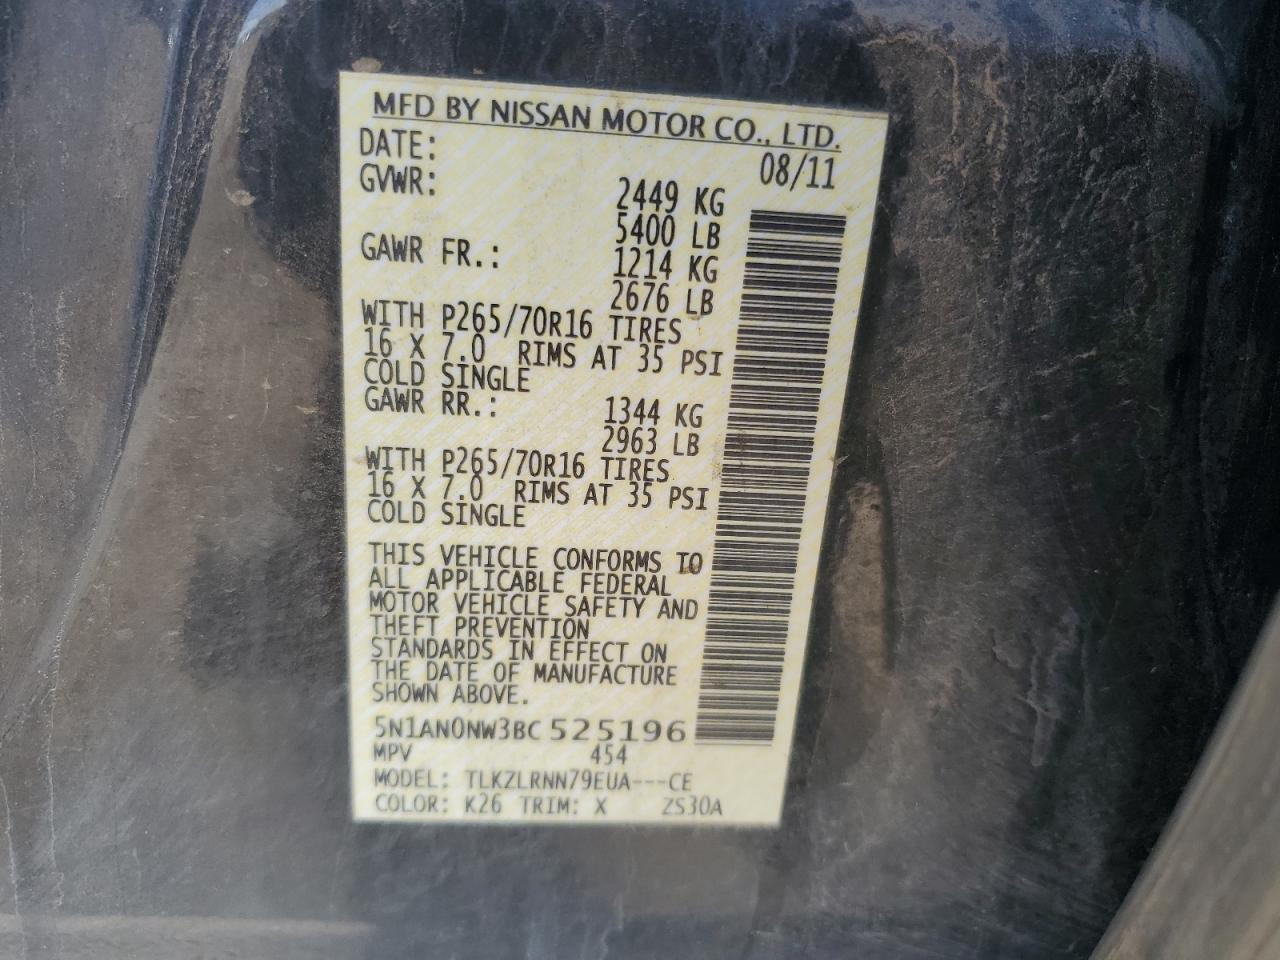 MFD BY NISSAN MOTOR CO., LTD.
DATE: 08/11
GVWR: 2449 KG
5400 LB
GAWR FR.: 1214 KG
2676 LB
WITH P265/70R16 TIRES
16 X 7.0 RIMS AT 35 PSI
COLD SINGLE
GAWR RR.: 1344 KG
2963 LB
WITH P265/70R16 TIRES
16 X 7.0 RIMS AT 35 PSI
COLD SINGLE
THIS VEHICLE CONFORMS TO
ALL APPLICABLE FEDERAL
MOTOR VEHICLE SAFETY AND
THEFT PREVENTION
STANDARDS IN EFFECT ON
THE DATE OF MANUFACTURE
SHOWN ABOVE.
5N1AN0NW3BC525196
MPV 454
MODEL: TLKZLRNN79EUA---CE
COLOR: K26 TRIM: X ZS30A